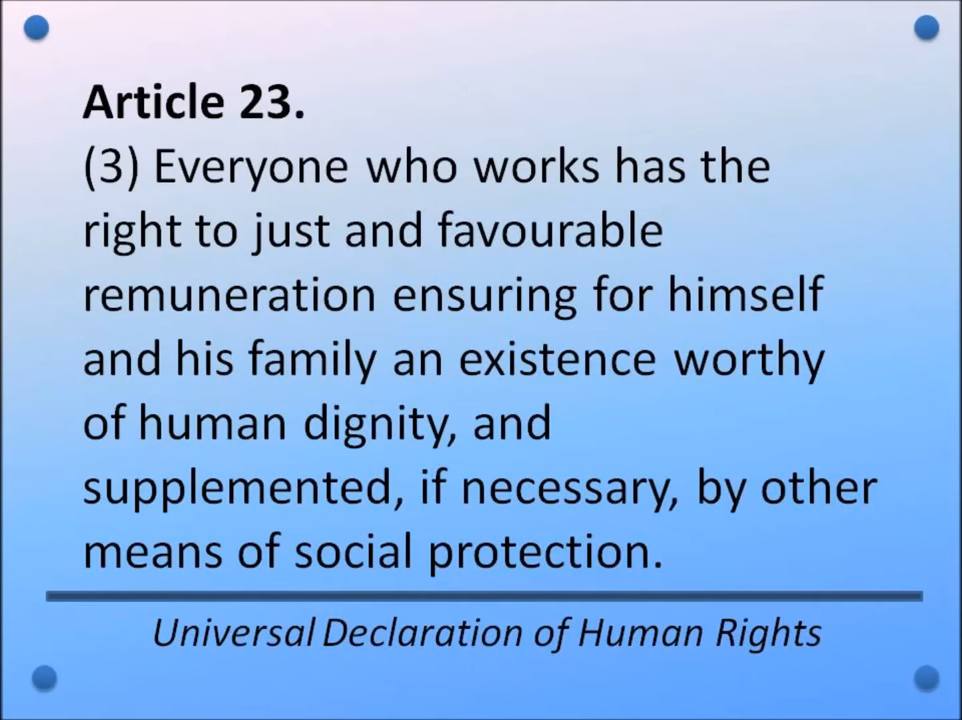 Article 23.
(3) Everyone who works has the
right to just and favourable
remuneration ensuring for himself
and his family an existence worthy
of human dignity, and
supplemented, if necessary, by other
means of social protection.
Universal Declaration of Human Rights